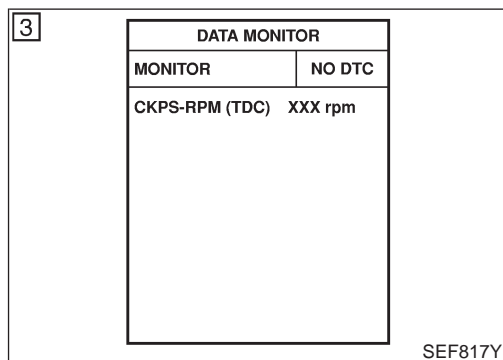 3
DATA MONITOR
MONITOR NO DTC
CKPS-RPM (TDC) XXX rpm
SEF817Y